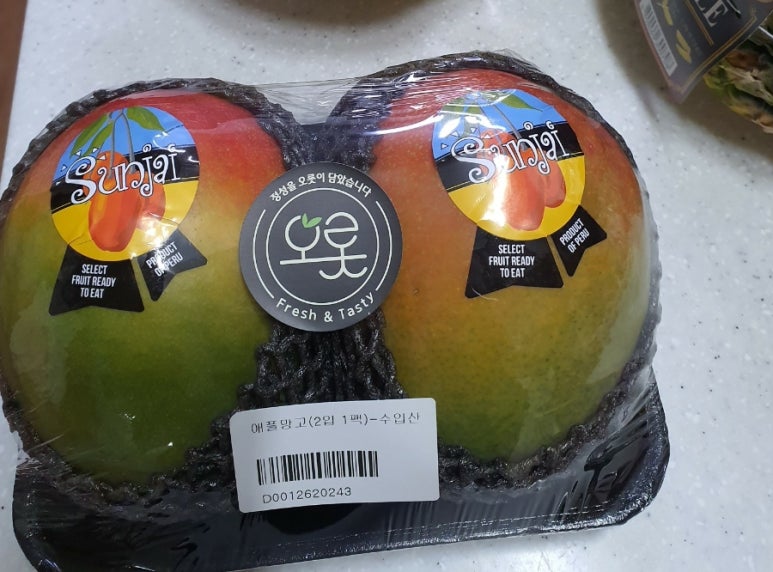 Sunjaí
SELECT
FRUIT READY
TO EAT
PRODUCT
OF PERU
정성을 오롯이 담았습니다
오롯
Fresh & Tasty
Sunjaí
SELECT
FRUIT READY
TO EAT
PRODUCT
OF PERU
애플망고(2입 1팩)-수입산
D0012620243